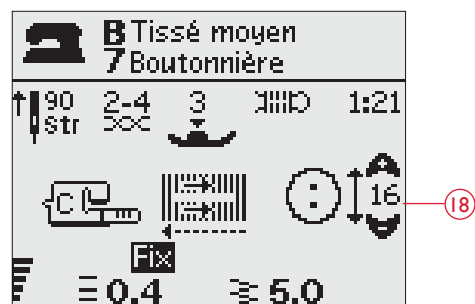 B Tissé moyen
7 Boutonnière
90 2-4 3 1:21
str
C 16 18
Fix
0.4 5.0